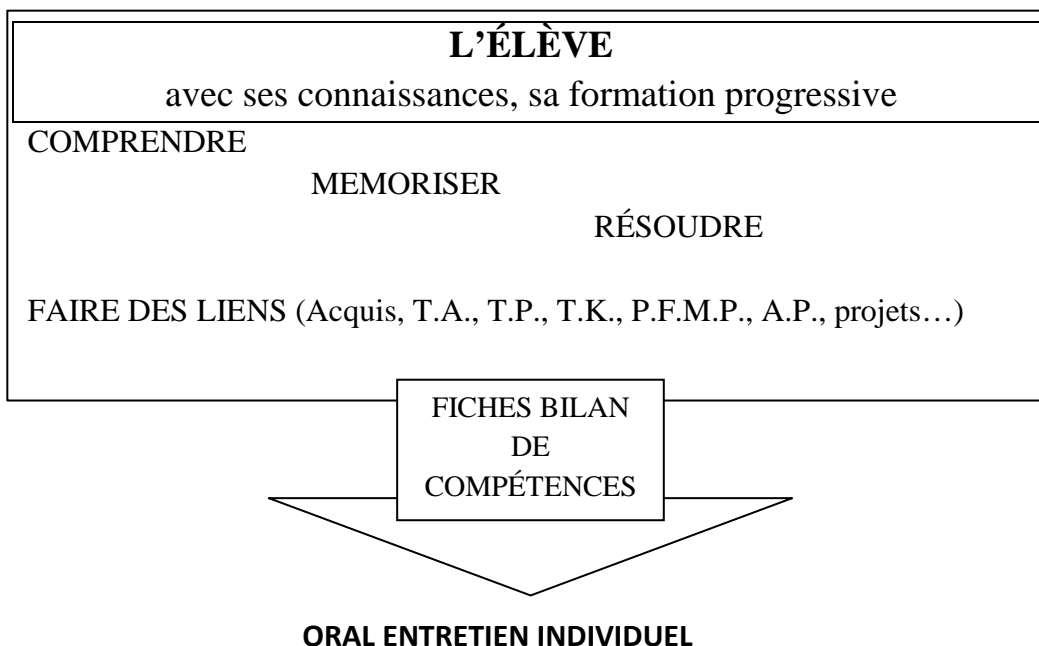 L’ÉLÈVE
avec ses connaissances, sa formation progressive
COMPRENDRE
MEMORISER
RÉSOUDRE
FAIRE DES LIENS (Acquis, T.A., T.P., T.K., P.F.M.P., A.P., projets…)
FICHES BILAN
DE
COMPÉTENCES
ORAL ENTRETIEN INDIVIDUEL